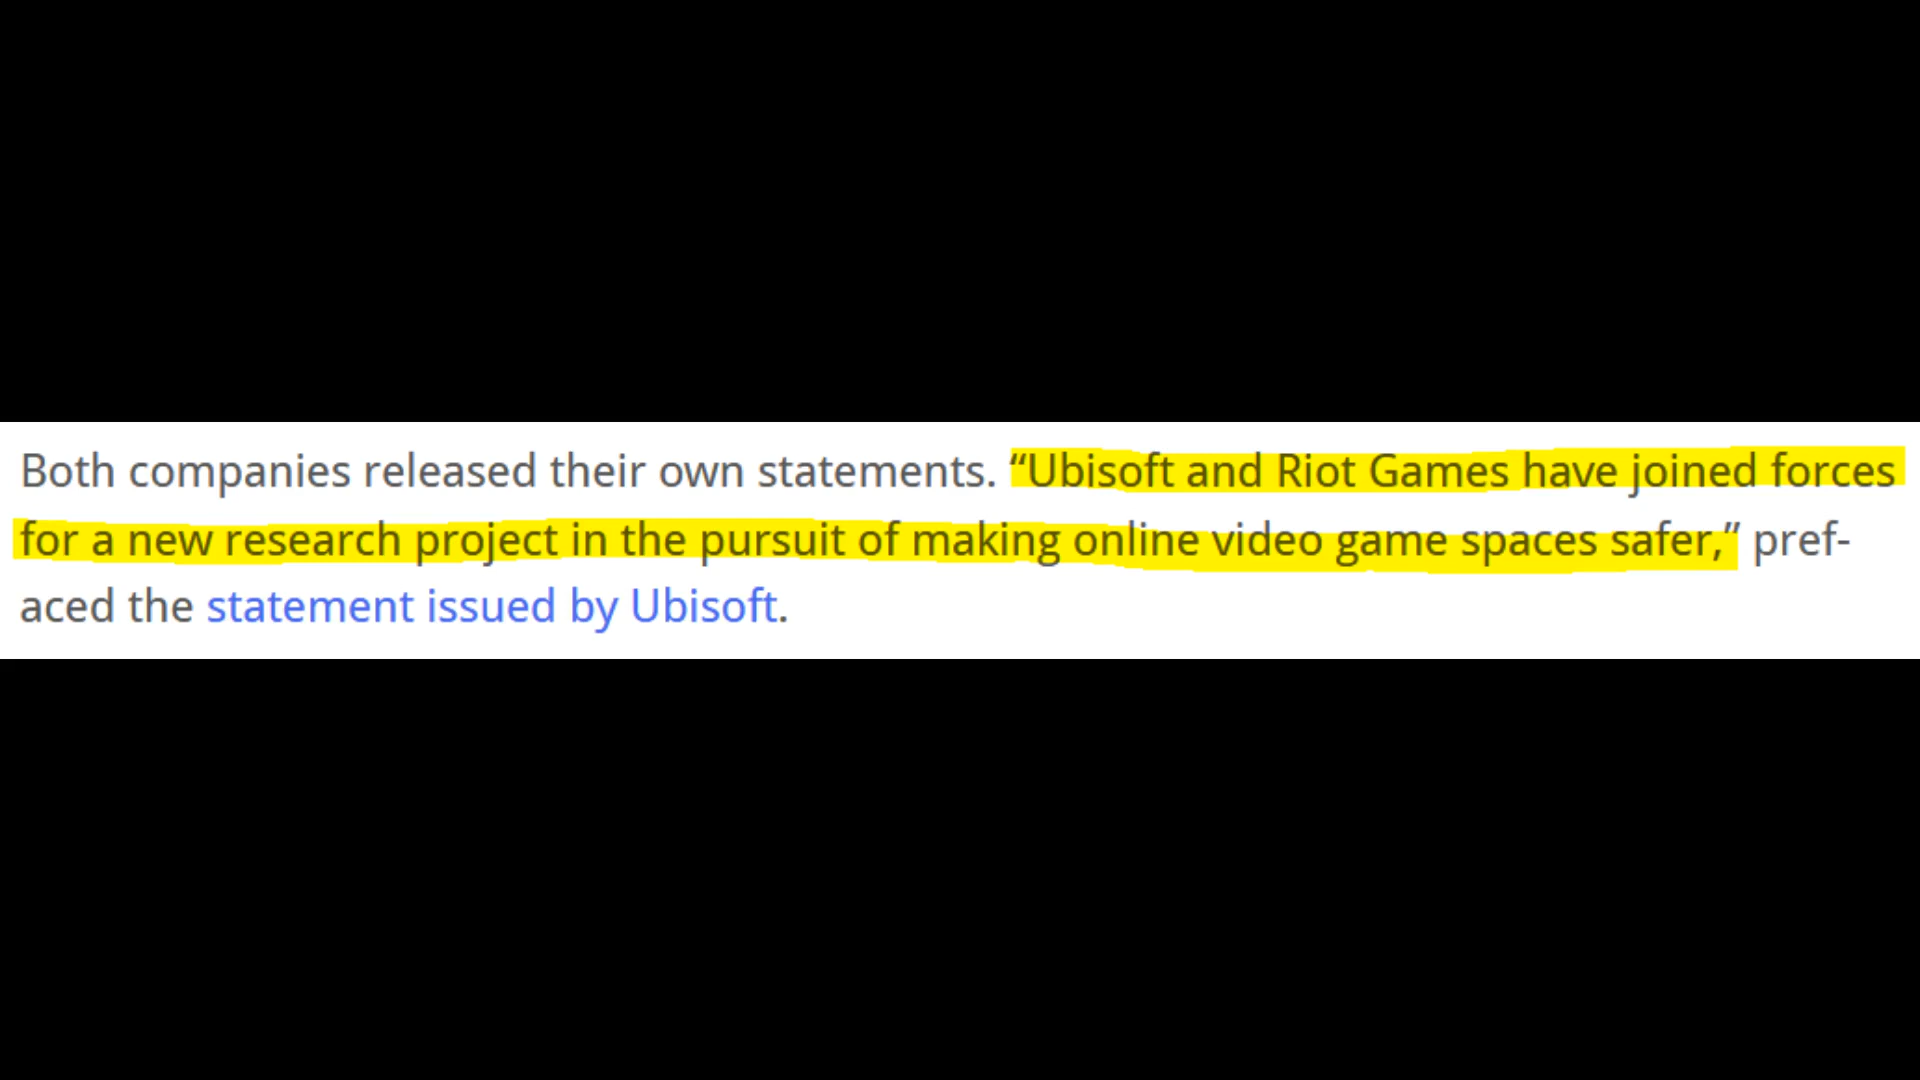 Both companies released their own statements. “Ubisoft and Riot Games have joined forces
for a new research project in the pursuit of making online video game spaces safer,” pref-
aced the statement issued by Ubisoft.